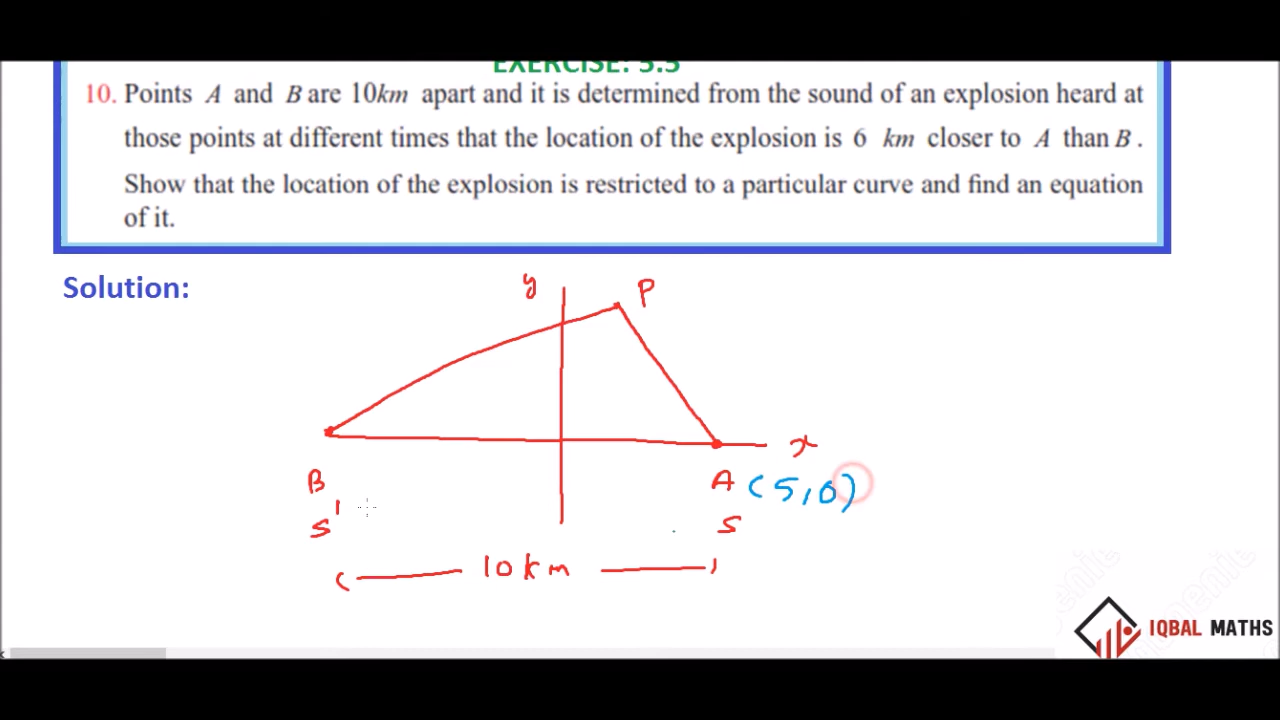 EXERCISE: 5.5
10. Points A and B are 10km apart and it is determined from the sound of an explosion heard at
those points at different times that the location of the explosion is 6 km closer to A than B .
Show that the location of the explosion is restricted to a particular curve and find an equation
of it.
Solution:
y
P
x
B
A (5,0)
S'
S
10km
IQBAL MATHS